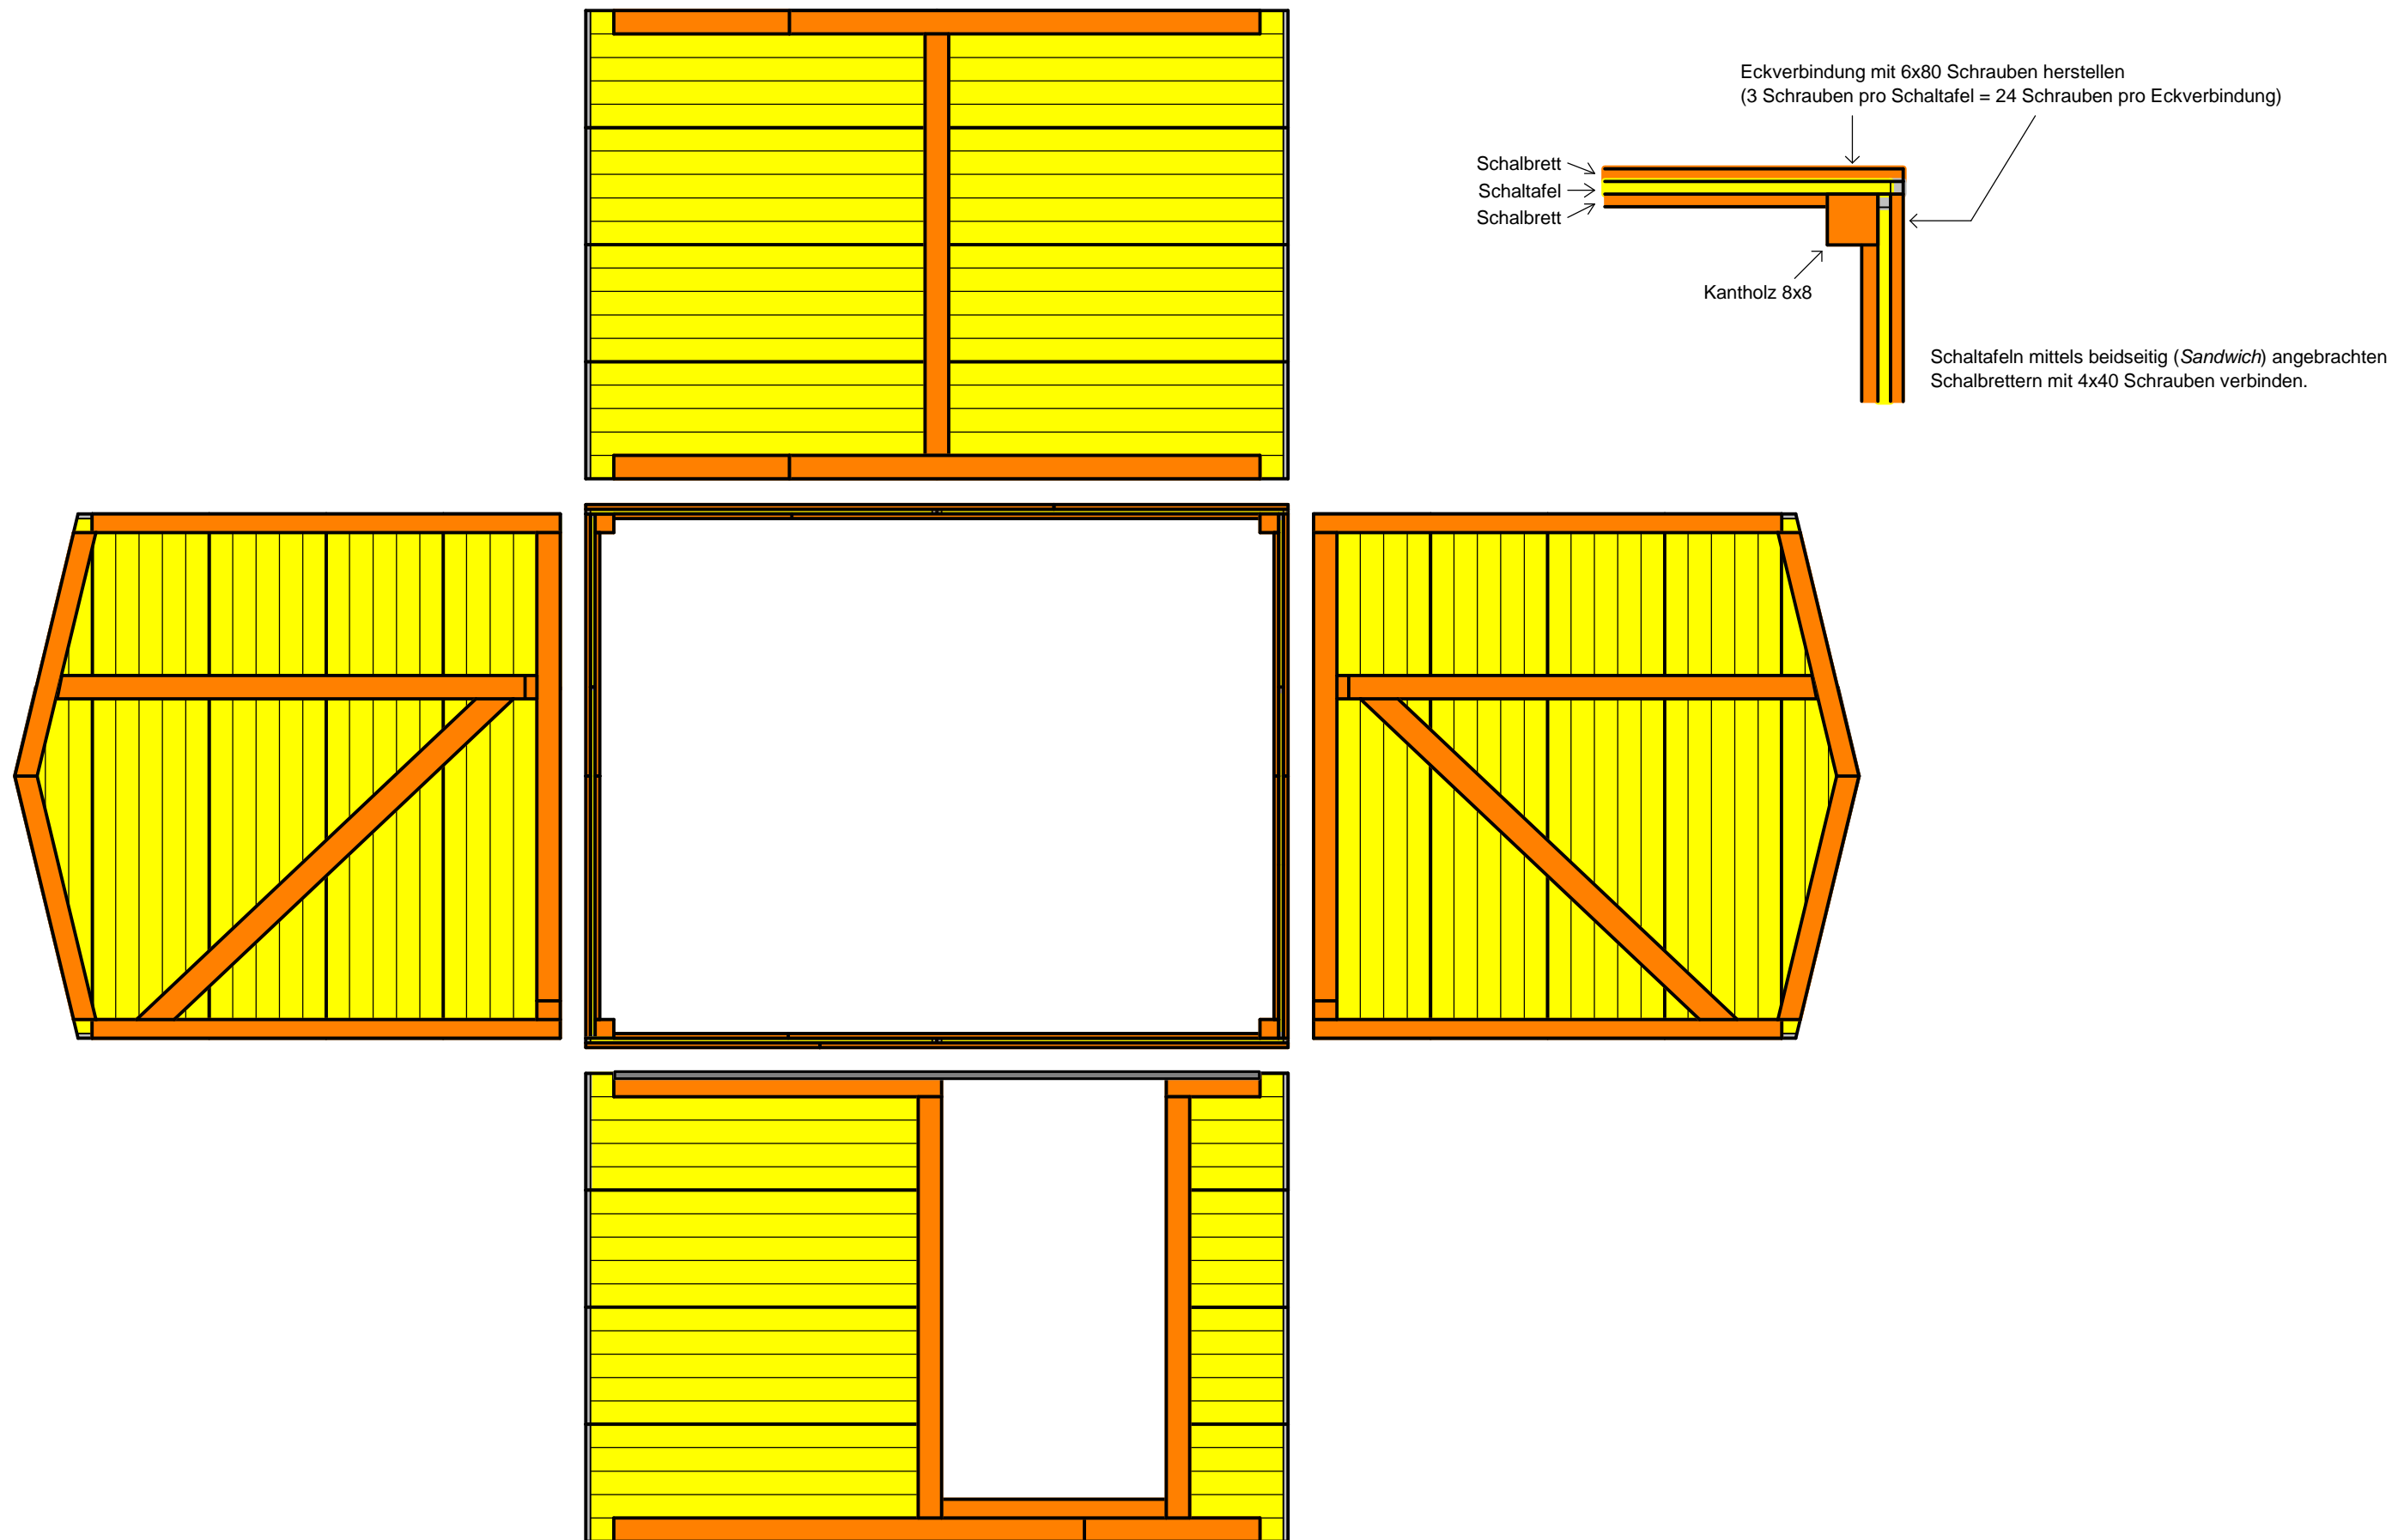 Eckverbindung mit 6x80 Schrauben herstellen
(3 Schrauben pro Schaltafel = 24 Schrauben pro Eckverbindung)
Schalbrett
Schaltafel
Schalbrett
Kantholz 8x8
Schaltafeln mittels beidseitig (Sandwich) angebrachten
Schalbrettern mit 4x40 Schrauben verbinden.